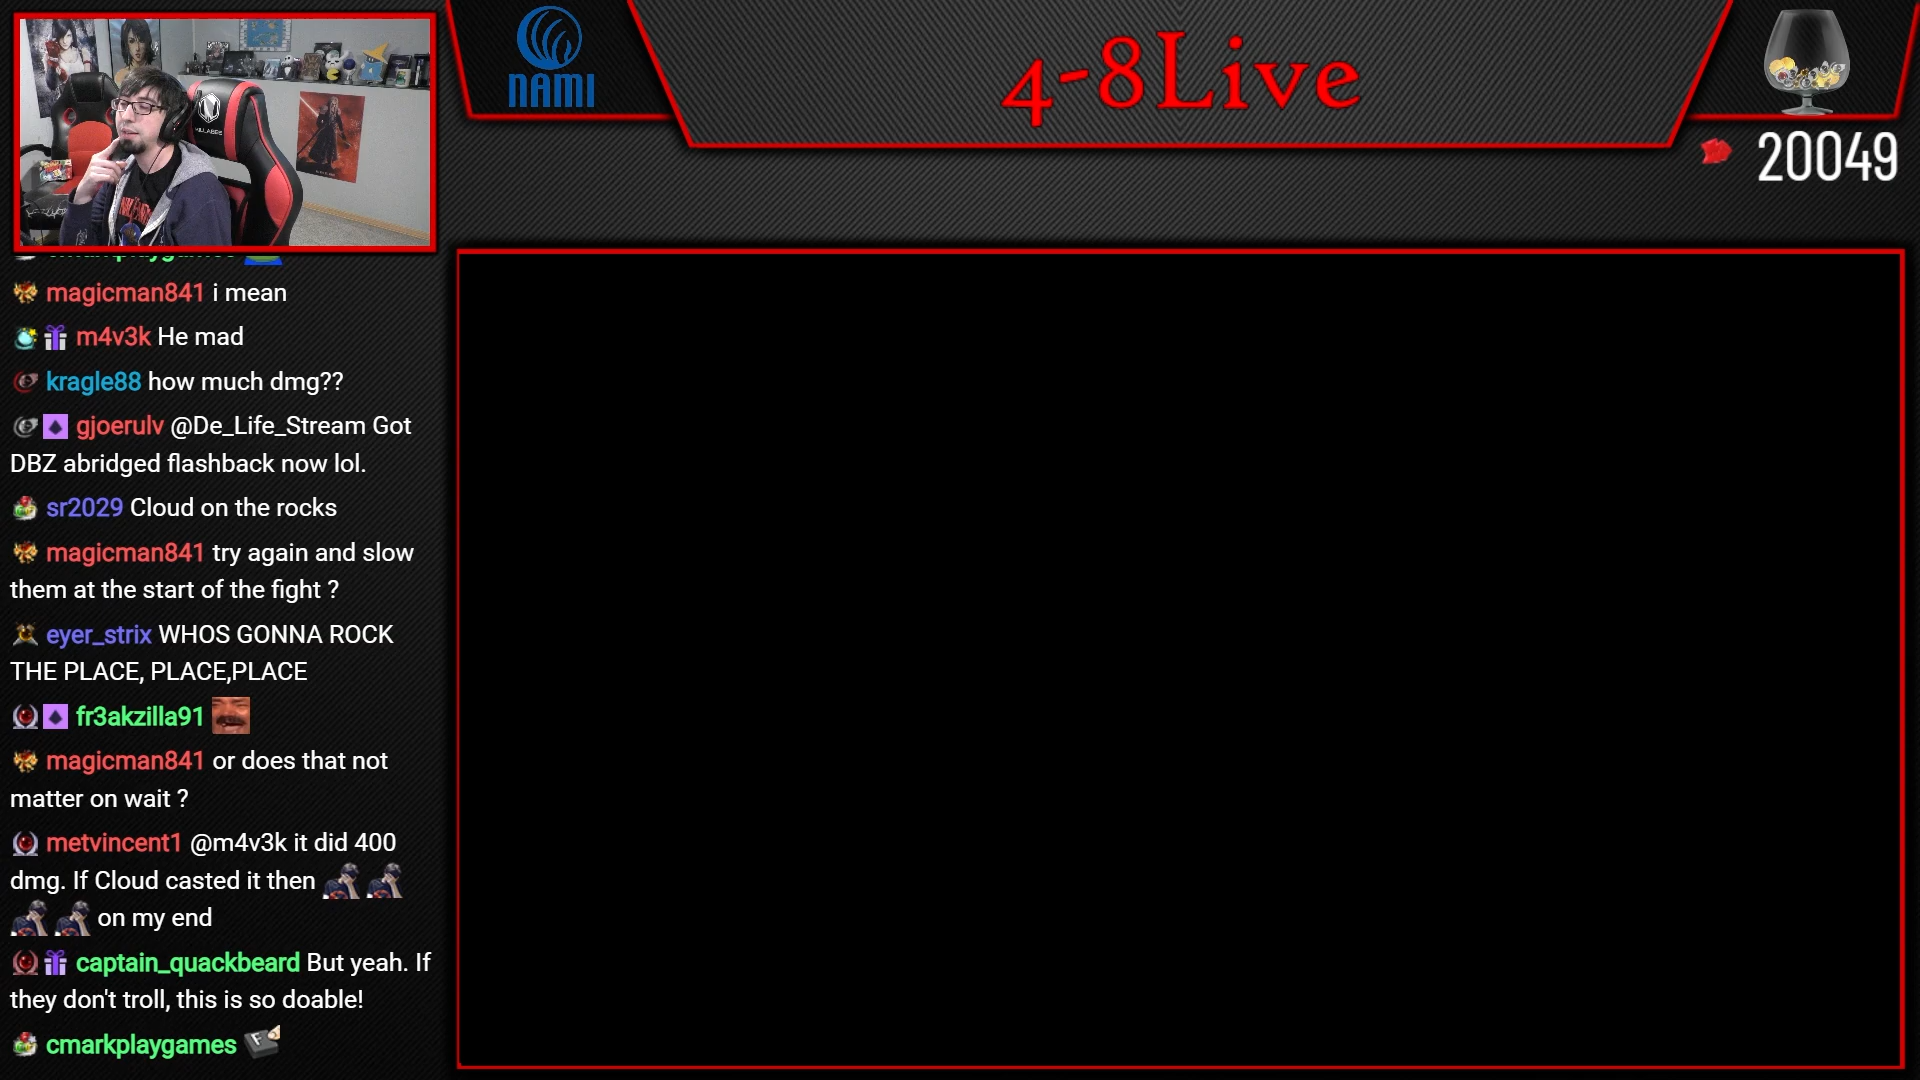 NAMI
4-8Live
20049
magicman841 i mean
m4v3k He mad
kragle88 how much dmg??
gjoerulv @De_Life_Stream Got
DBZ abridged flashback now lol.
sr2029 Cloud on the rocks
magicman841 try again and slow
them at the start of the fight ?
eyer_strix WHOS GONNA ROCK
THE PLACE, PLACE,PLACE
fr3akzilla91
magicman841 or does that not
matter on wait ?
metvincent1 @m4v3k it did 400
dmg. If Cloud casted it then
on my end
captain_quackbeard But yeah. If
they don't troll, this is so doable!
cmarkplaygames